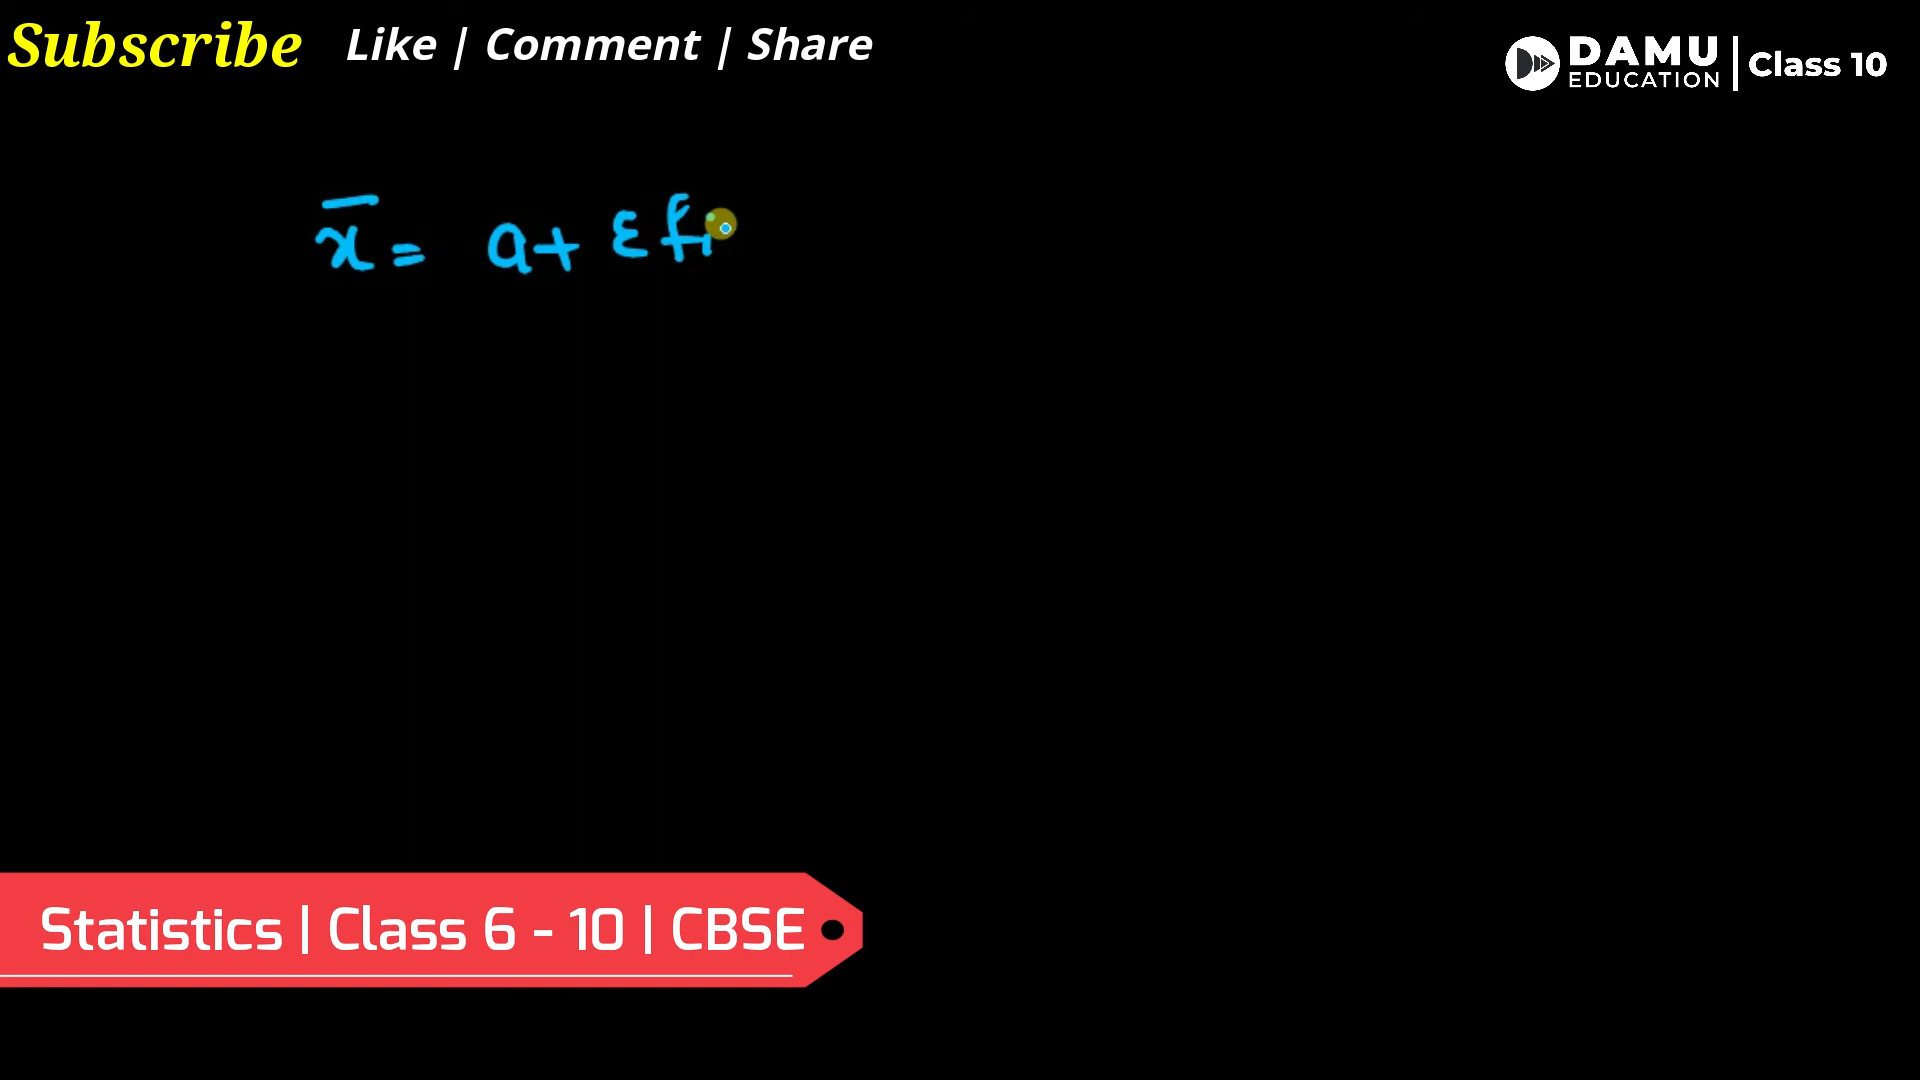 Subscribe Like | Comment | Share
DAMU EDUCATION | Class 10
x̄ = a + Σfi
Statistics | Class 6 - 10 | CBSE